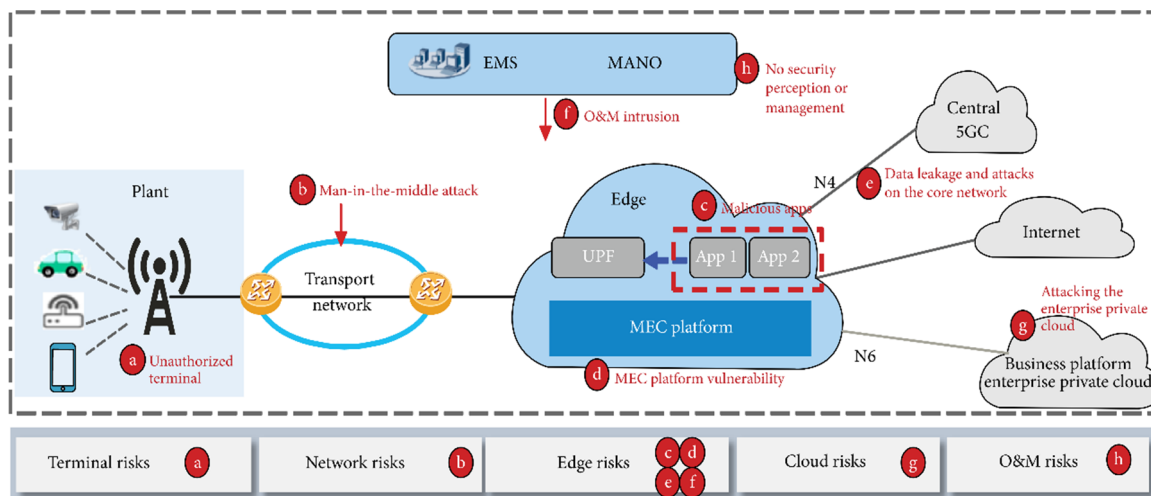 EMS
MANO
h
No security
perception or
management
f
O&M intrusion
Central
5GC
Plant
b
Man-in-the-middle attack
N4
e
Data leakage and attacks
on the core network
Edge
c
Malicious apps
UPF
App 1
App 2
Internet
Transport
network
MEC platform
Attacking the
enterprise private
cloud
g
a
Unauthorized
terminal
N6
Business platform
enterprise private cloud
d
MEC platform vulnerability
Terminal risks
a
Network risks
b
Edge risks
c d
e f
Cloud risks
g
O&M risks
h